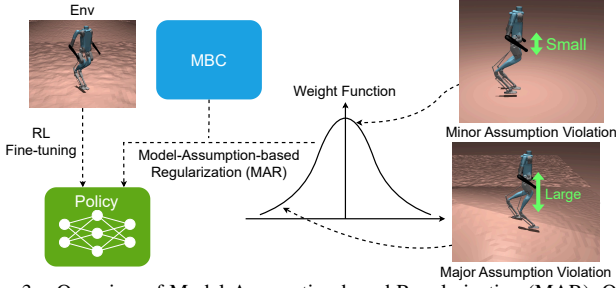 Env
MBC
Small
Weight Function
Minor Assumption Violation
RL
Fine-tuning
Model-Assumption-based
Regularization (MAR)
Policy
Large
Major Assumption Violation